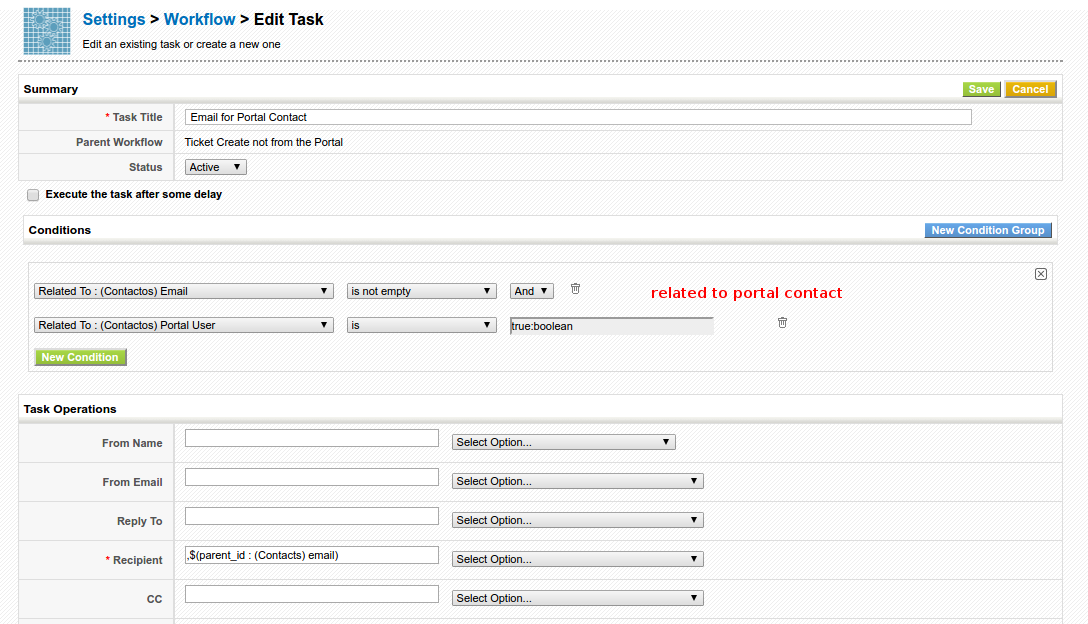 Settings > Workflow > Edit Task
Edit an existing task or create a new one
Summary
Save
Cancel
* Task Title
Email for Portal Contact
Parent Workflow
Ticket Create not from the Portal
Status
Active
Execute the task after some delay
Conditions
New Condition Group
Related To : (Contactos) Email
is not empty
And
related to portal contact
Related To : (Contactos) Portal User
is
true:boolean
New Condition
Task Operations
From Name
Select Option...
From Email
Select Option...
Reply To
Select Option...
* Recipient
,$(parent_id : (Contacts) email)
Select Option...
CC
Select Option...